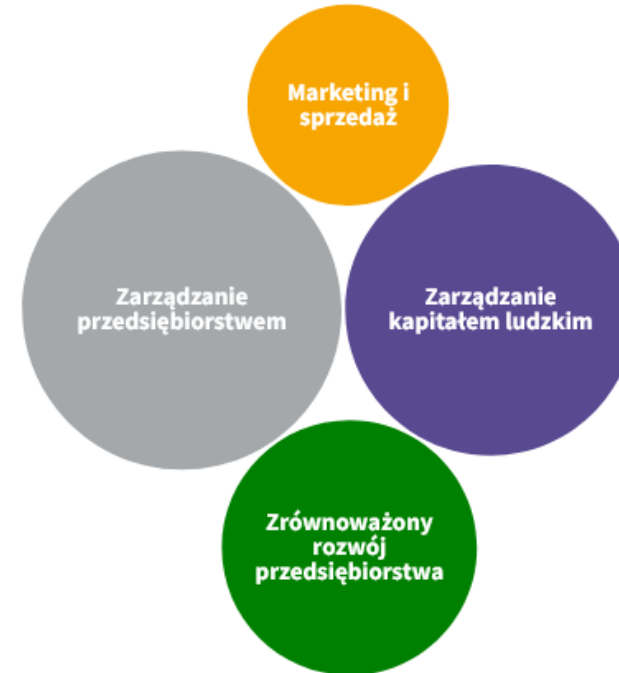 Marketing i
sprzedaż
Zarządzanie
przedsiębiorstwem
Zarządzanie
kapitałem ludzkim
Zrównoważony
rozwój
przedsiębiorstwa